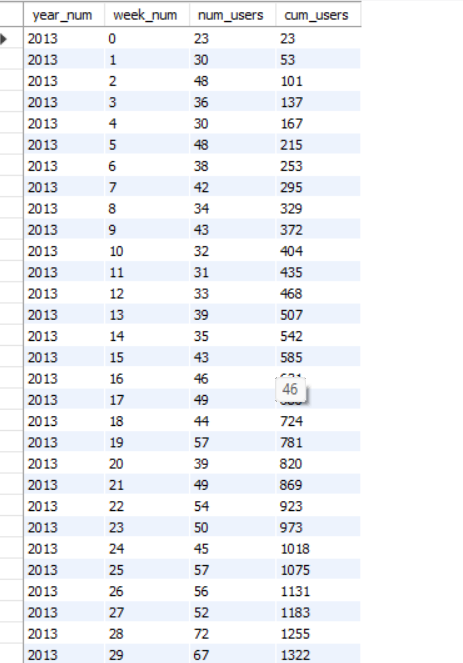 year_num week_num num_users cum_users
2013 0 23 23
2013 1 30 53
2013 2 48 101
2013 3 36 137
2013 4 30 167
2013 5 48 215
2013 6 38 253
2013 7 42 295
2013 8 34 329
2013 9 43 372
2013 10 32 404
2013 11 31 435
2013 12 33 468
2013 13 39 507
2013 14 35 542
2013 15 43 585
2013 16 46
46
2013 17 49
2013 18 44 724
2013 19 57 781
2013 20 39 820
2013 21 49 869
2013 22 54 923
2013 23 50 973
2013 24 45 1018
2013 25 57 1075
2013 26 56 1131
2013 27 52 1183
2013 28 72 1255
2013 29 67 1322